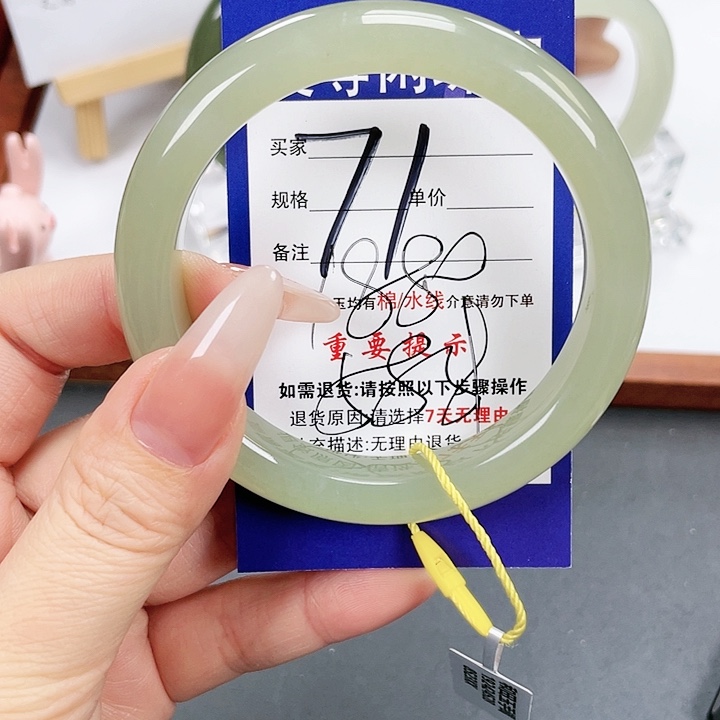 买家
71
规格 单价
备注
1888
玉均有棉/水线介意请勿下单
重要提示
588
如需退货:请按照以下步骤操作
退货原因:请选择7天无理由
充描述:无理由退货